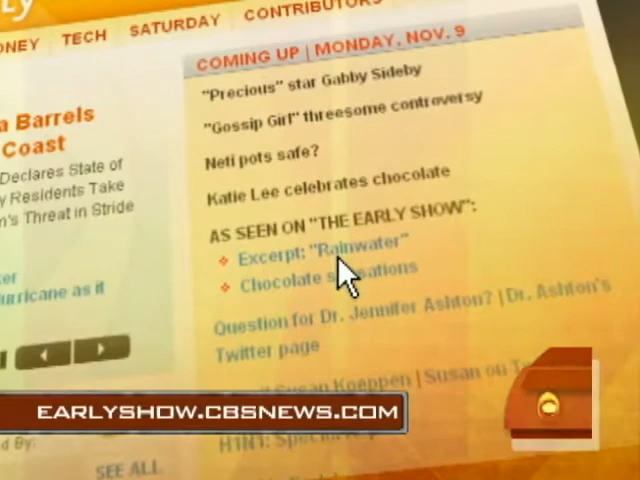 ly
ONEY TECH SATURDAY CONTRIBUTORS
COMING UP | MONDAY, NOV. 9
"Precious" star Gabby Sideby
"Gossip Girl" threesome controversy
Neti pots safe?
Katie Lee celebrates chocolate
AS SEEN ON "THE EARLY SHOW":
Excerpt: "Rainwater"
Chocolate sensations
Question for Dr. Jennifer Ashton? | Dr. Ashton's
Twitter page
Susan Koeppen | Susan on
H1N1:
a Barrels
Coast
Declares State of
y Residents Take
m's Threat in Stride
urricane as it
EARLYSHOW.CBSNEWS.COM
d By:
SEE ALL